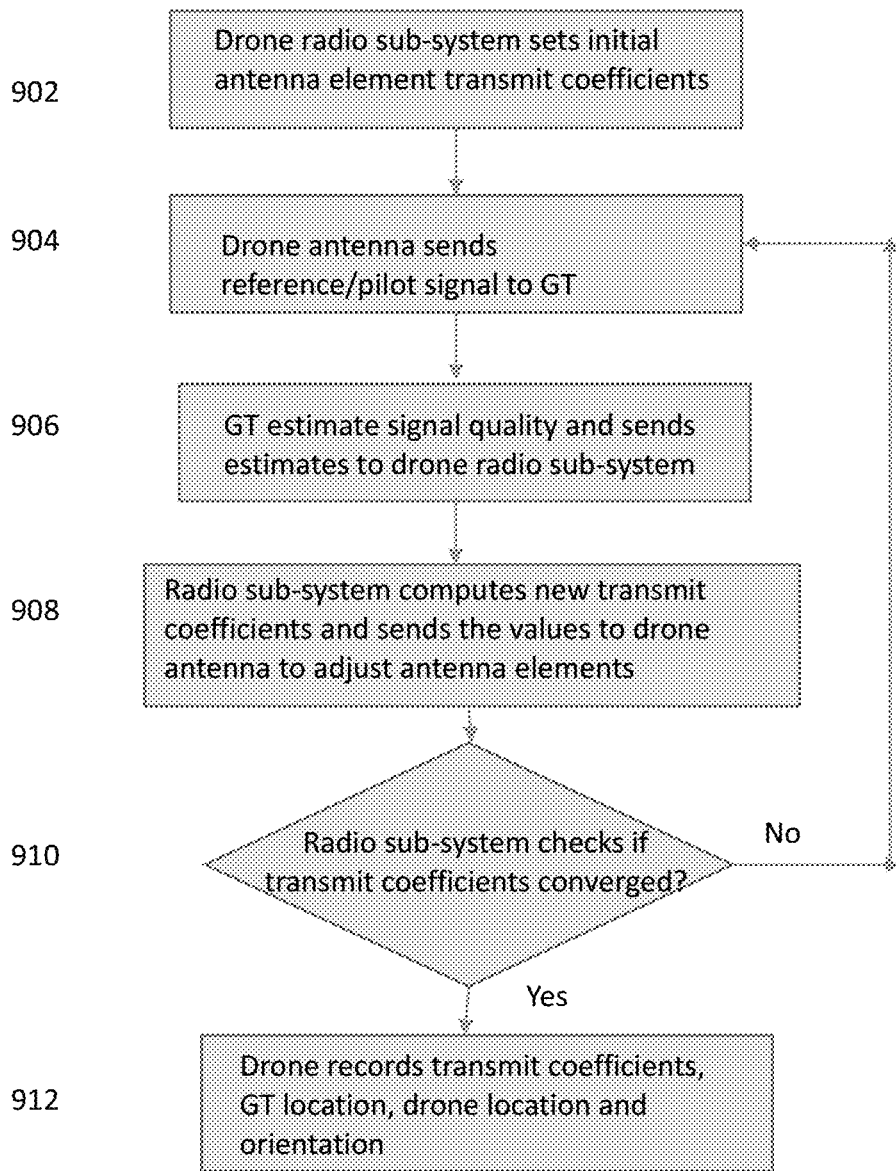 Drone radio sub-system sets initial
antenna element transmit coefficients
902
904
Drone antenna sends
reference/pilot signal to GT
906
GT estimate signal quality and sends
estimates to drone radio sub-system
908
Radio sub-system computes new transmit
coefficients and sends the values to drone
antenna to adjust antenna elements
910
Radio sub-system checks if
transmit coefficients converged?
No
Yes
912
Drone records transmit coefficients,
GT location, drone location and
orientation